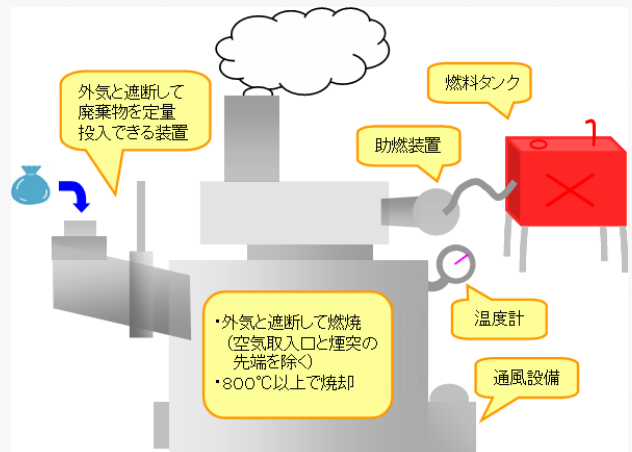 燃料タンク
外気と遮断して
廃棄物を定量
投入できる装置
助燃装置
温度計
・外気と遮断して燃焼
（空気取入口と煙突の
先端を除く）
・800℃以上で焼却
通風設備